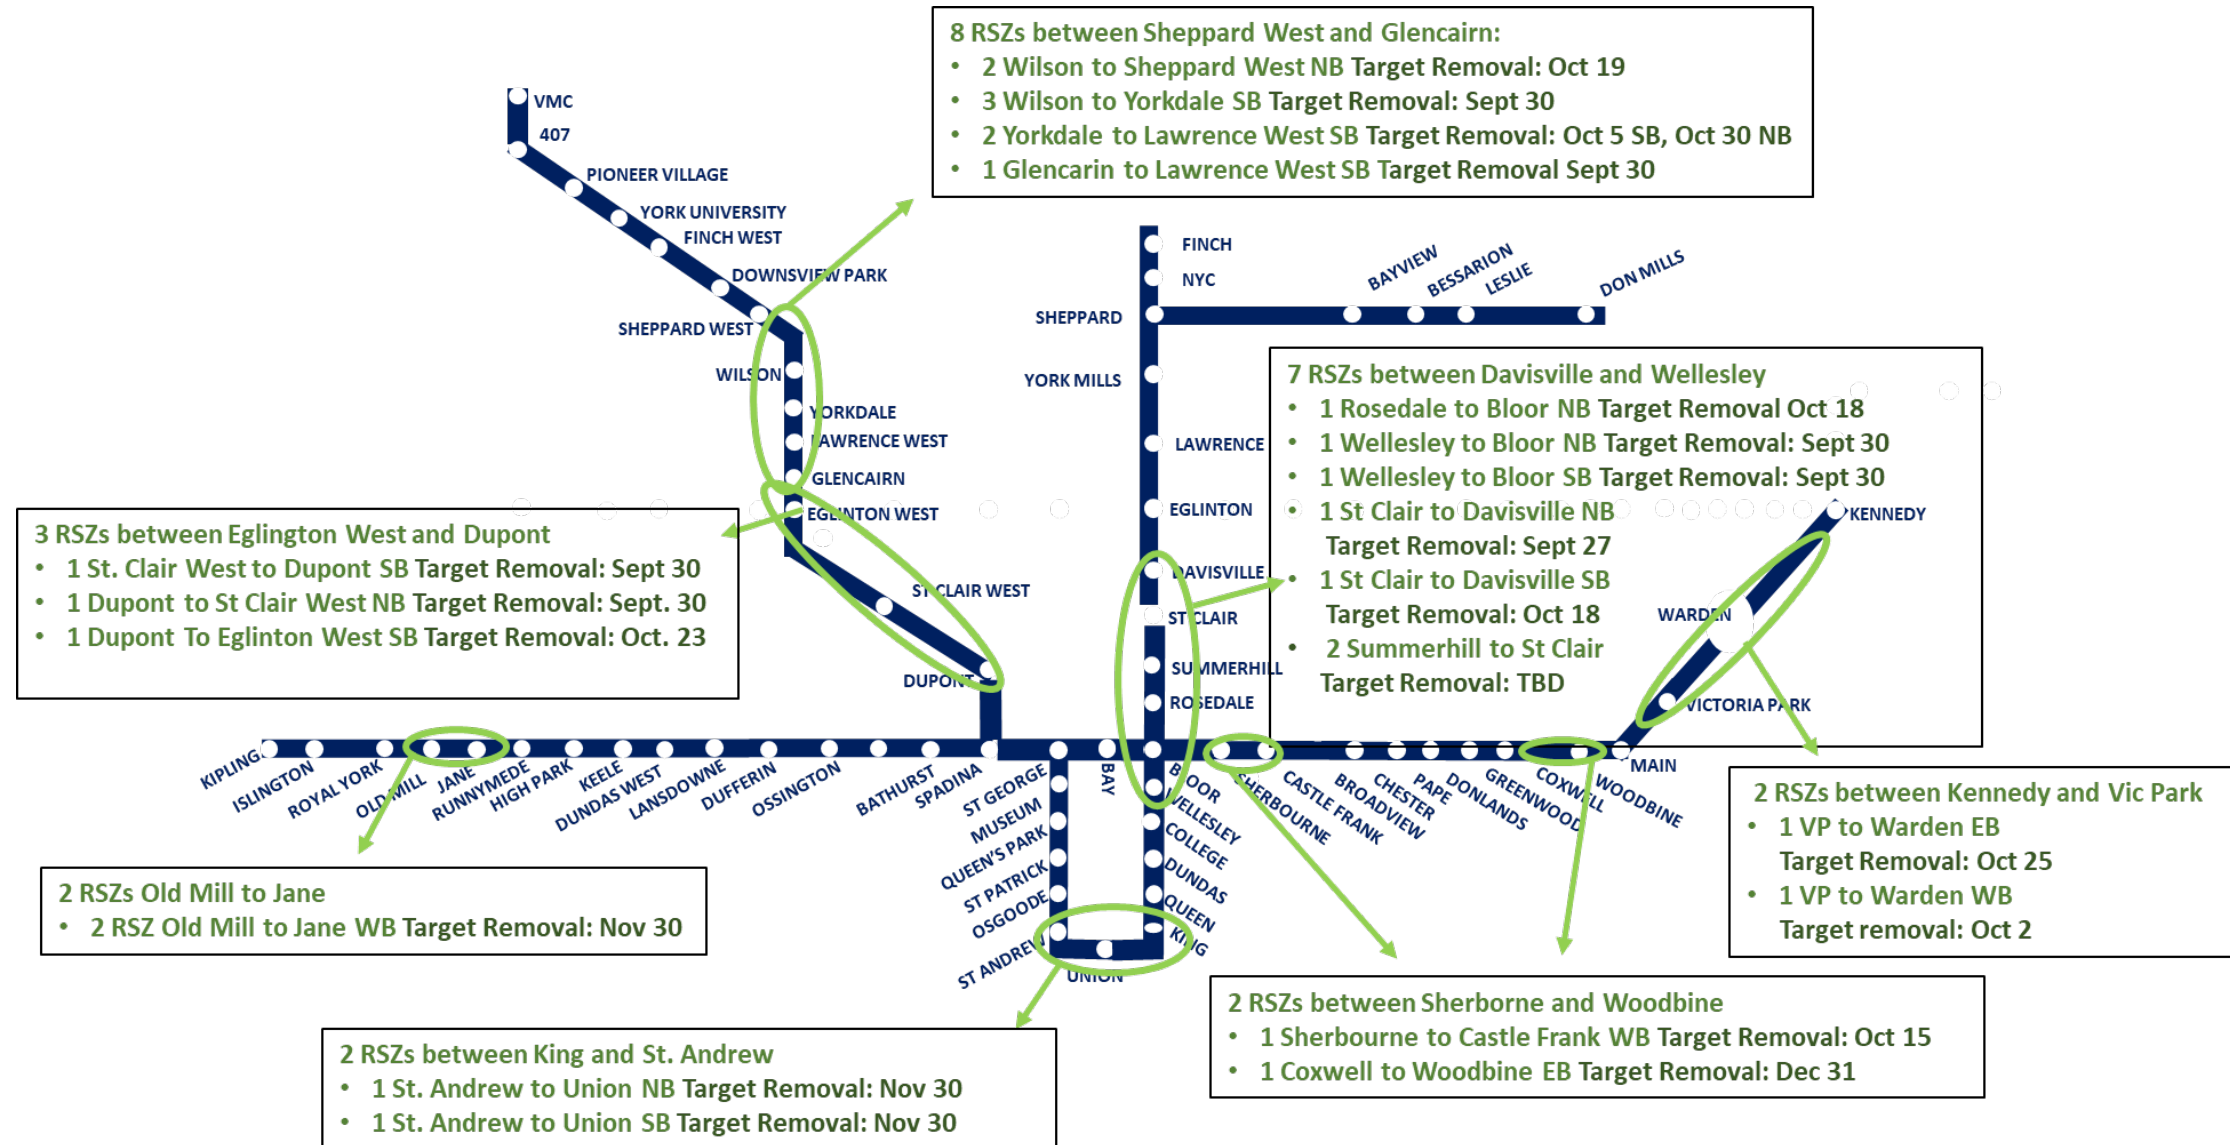 8 RSZs between Sheppard West and Glencairn:
• 2 Wilson to Sheppard West NB Target Removal: Oct 19
• 3 Wilson to Yorkdale SB Target Removal: Sept 30
• 2 Yorkdale to Lawrence West SB Target Removal: Oct 5 SB, Oct 30 NB
• 1 Glencarin to Lawrence West SB Target Removal Sept 30
VMC
407
PIONEER VILLAGE
YORK UNIVERSITY
FINCH WEST
DOWNSVIEW PARK
SHEPPARD WEST
WILSON
YORKDALE
LAWRENCE WEST
GLENCAIRN
EGLINTON WEST
ST CLAIR WEST
DUPONT
FINCH
NYC
SHEPPARD
BAYVIEW
BESSARION
LESLIE
DON MILLS
YORK MILLS
LAWRENCE
EGLINTON
DAVISVILLE
ST CLAIR
SUMMERHILL
ROSEDALE
7 RSZs between Davisville and Wellesley
• 1 Rosedale to Bloor NB Target Removal Oct 18
• 1 Wellesley to Bloor NB Target Removal: Sept 30
• 1 Wellesley to Bloor SB Target Removal: Sept 30
• 1 St Clair to Davisville NB
Target Removal: Sept 27
• 1 St Clair to Davisville SB
Target Removal: Oct 18
• 2 Summerhill to St Clair
Target Removal: TBD
KENNEDY
WARDEN
VICTORIA PARK
3 RSZs between Eglington West and Dupont
• 1 St. Clair West to Dupont SB Target Removal: Sept 30
• 1 Dupont to St Clair West NB Target Removal: Sept. 30
• 1 Dupont To Eglinton West SB Target Removal: Oct. 23
KIPLING
ISLINGTON
ROYAL YORK
OLD MILL
JANE
RUNNYMEDE
HIGH PARK
KEELE
DUNDAS WEST
LANSDOWNE
DUFFERIN
OSSINGTON
BATHURST
SPADINA
ST GEORGE
BAY
BLOOR
SHERBOURNE
CASTLE FRANK
BROADVIEW
CHESTER
PAPE
DONLANDS
GREENWOOD
COXWELL
WOODBINE
MAIN
MUSEUM
QUEEN'S PARK
ST PATRICK
OSGOODE
ST ANDREW
UNION
WELLESLEY
COLLEGE
DUNDAS
QUEEN
KING
2 RSZs between Kennedy and Vic Park
• 1 VP to Warden EB
Target Removal: Oct 25
• 1 VP to Warden WB
Target removal: Oct 2
2 RSZs Old Mill to Jane
• 2 RSZ Old Mill to Jane WB Target Removal: Nov 30
2 RSZs between Sherborne and Woodbine
• 1 Sherbourne to Castle Frank WB Target Removal: Oct 15
• 1 Coxwell to Woodbine EB Target Removal: Dec 31
2 RSZs between King and St. Andrew
• 1 St. Andrew to Union NB Target Removal: Nov 30
• 1 St. Andrew to Union SB Target Removal: Nov 30